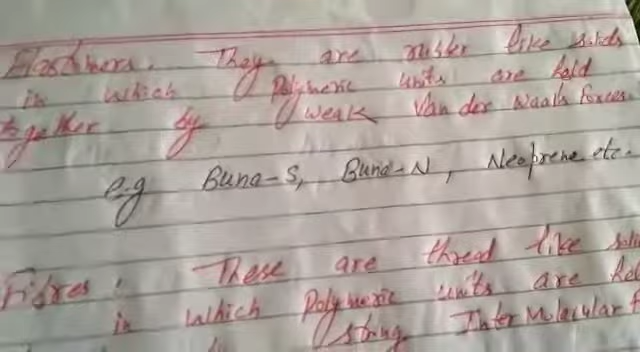 Elastomers. They are rubber like solids
in which Polymeric units are held
together by weak Van der Waals forces.
e.g Buna-S, Buna-N, Neoprene etc.
Fibres: These are thread like
in which Polymeric units are
strong Inter Molecular